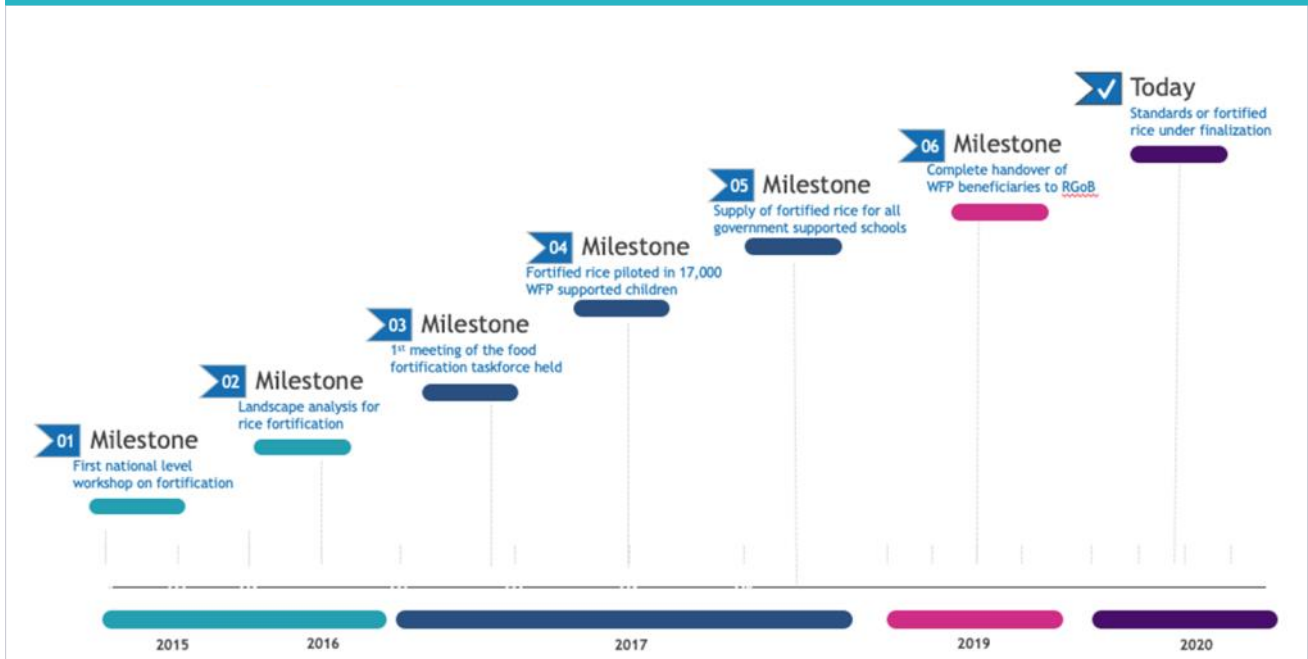 01 Milestone
First national level
workshop on fortification
02 Milestone
Landscape analysis for
rice fortification
03 Milestone
1st meeting of the food
fortification taskforce held
04 Milestone
Fortified rice piloted in 17,000
WFP supported children
05 Milestone
Supply of fortified rice for all
government supported schools
06 Milestone
Complete handover of
WFP beneficiaries to RGoB
Today
Standards or fortified
rice under finalization
2015
2016
2017
2019
2020